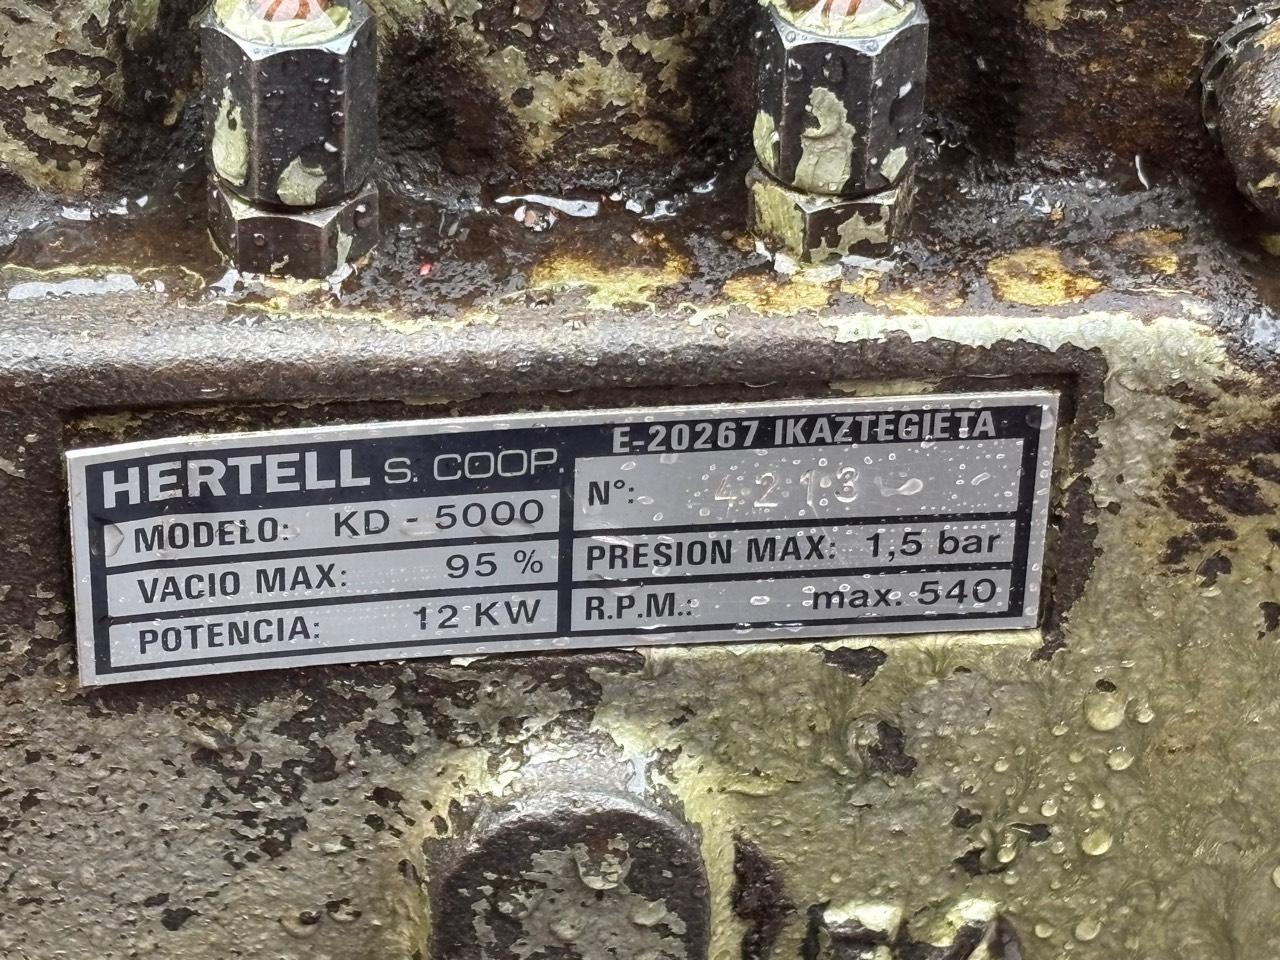 HERTELL S. COOP.
E-20267 IKAZTEGIETA
MODELO: KD - 5000
Nº: 4213
VACIO MAX: 95 %
PRESION MAX: 1,5 bar
POTENCIA: 12 KW
R.P.M.: max. 540